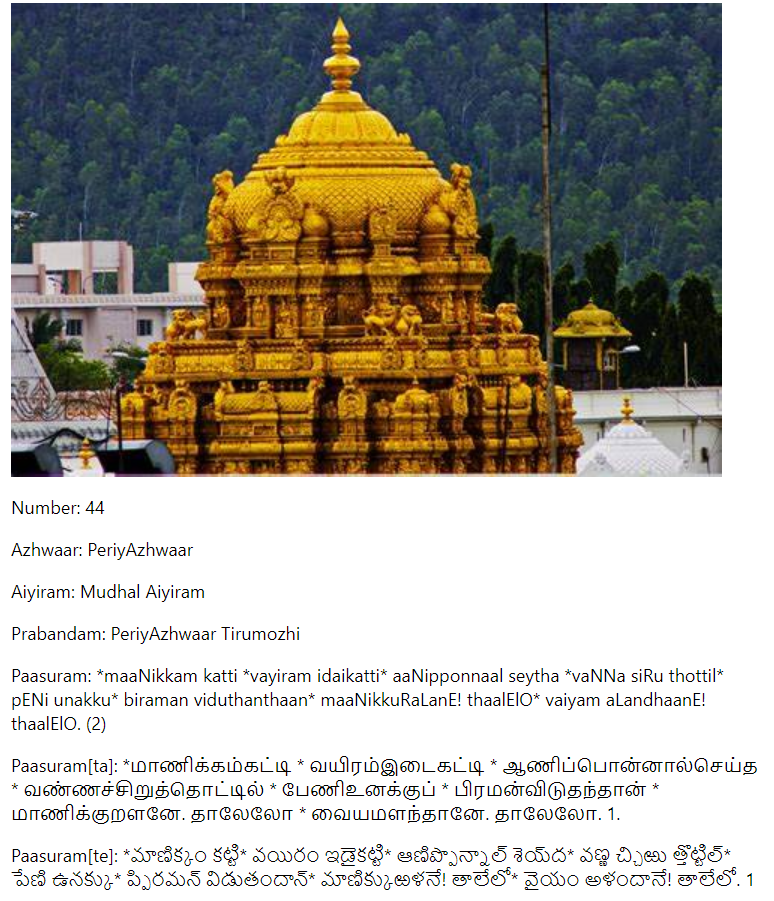 Number: 44
Azhwaar: PeriyAzhwaar
Aiyiram: Mudhal Aiyiram
Prabandam: PeriyAzhwaar Tirumozhi
Paasuram: *maaNikkam katti *vayiram idaikatti* aaNipponnaal seytha *vaNNa siRu thottil*
pENi unakku* biraman viduthanthaan* maaNikkuRaLanE! thaalElO* vaiyam aLandhaanE!
thaalElO. (2)
Paasuram[ta]: *மாணிக்கம்கட்டி * வயிரம்இடைகட்டி * ஆணிப்பொன்னால்செய்த
* வண்ணச்சிறுத்தொட்டில் * பேணிஉனக்குப் * பிரமன்விடுதந்தான் *
மாணிக்குறளனே. தாலேலோ * வையமளந்தானே. தாலேலோ. 1.
Paasuram[te]: *మాణిక్కం కట్టి* వయిరం ఇడైకట్టి* ఆణిప్పొన్నాల్ శెయ్‍ద* వణ్ణ చ్చిఱు త్తొట్టిల్*
పేణి ఉనక్కు* ప్పిరమన్ విడుతందాన్* మాణిక్కుఱళనే! తాలేలో* వైయం అళందానే! తాలేలో. 1